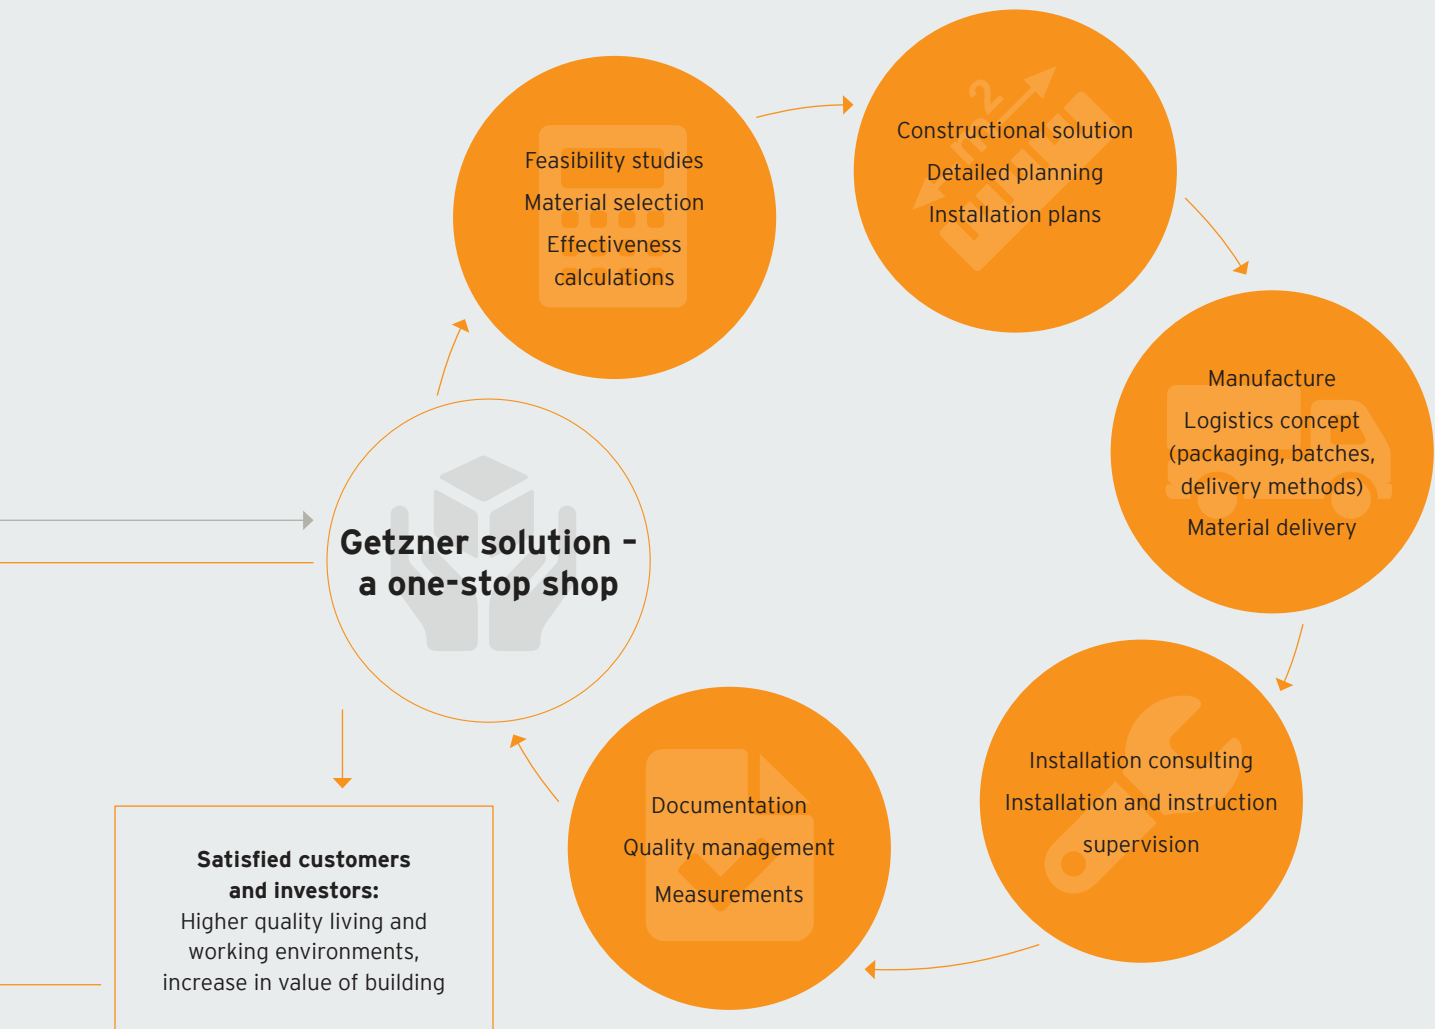 Feasibility studies
Material selection
Effectiveness
calculations
m²
Constructional solution
Detailed planning
Installation plans
Manufacture
Logistics concept
(packaging, batches,
delivery methods)
Material delivery
Installation consulting
Installation and instruction
supervision
Documentation
Quality management
Measurements
Getzner solution –
a one-stop shop
Satisfied customers
and investors:
Higher quality living and
working environments,
increase in value of building